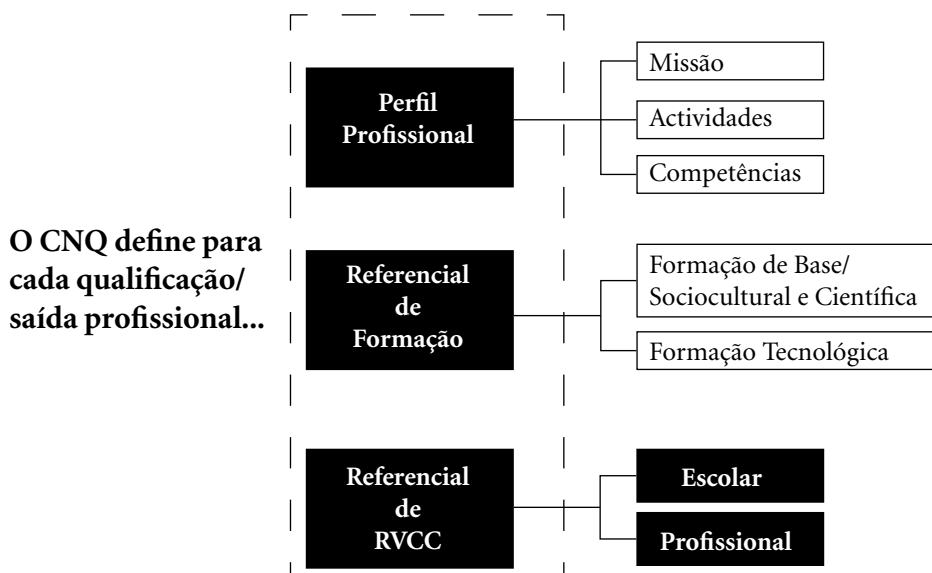 O CNQ define para
cada qualificação/
saída profissional...
Perfil
Profissional
Missão
Actividades
Competências
Referencial
de
Formação
Formação de Base/
Sociocultural e Científica
Formação Tecnológica
Referencial
de
RVCC
Escolar
Profissional